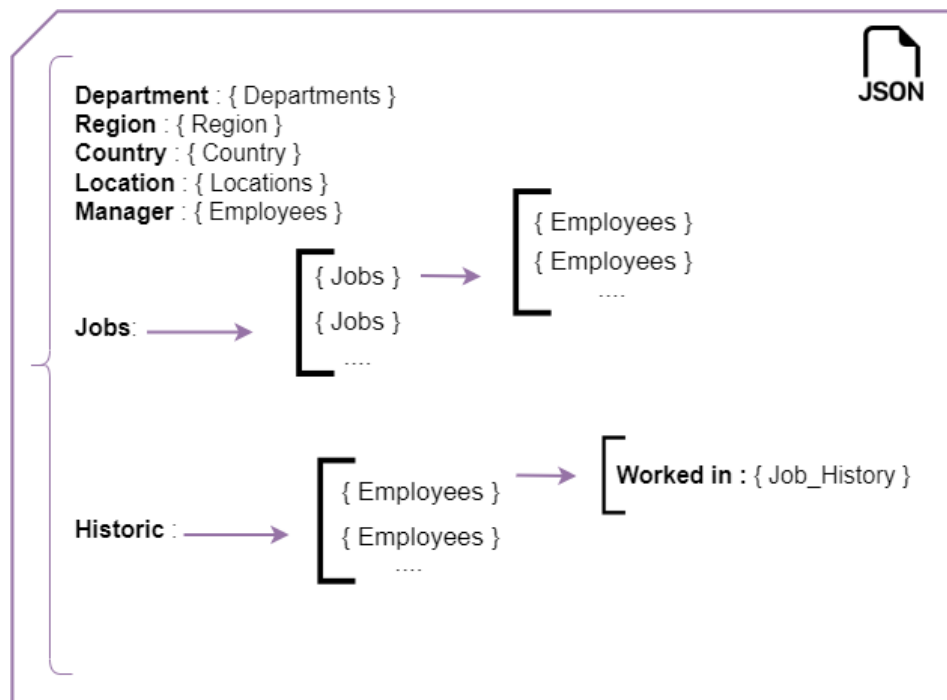 JSON
Department : { Departments }
Region : { Region }
Country : { Country }
Location : { Locations }
Manager : { Employees }
Jobs:
{ Jobs }
{ Jobs }
....
{ Employees }
{ Employees }
....
Historic :
{ Employees }
{ Employees }
....
Worked in : { Job_History }